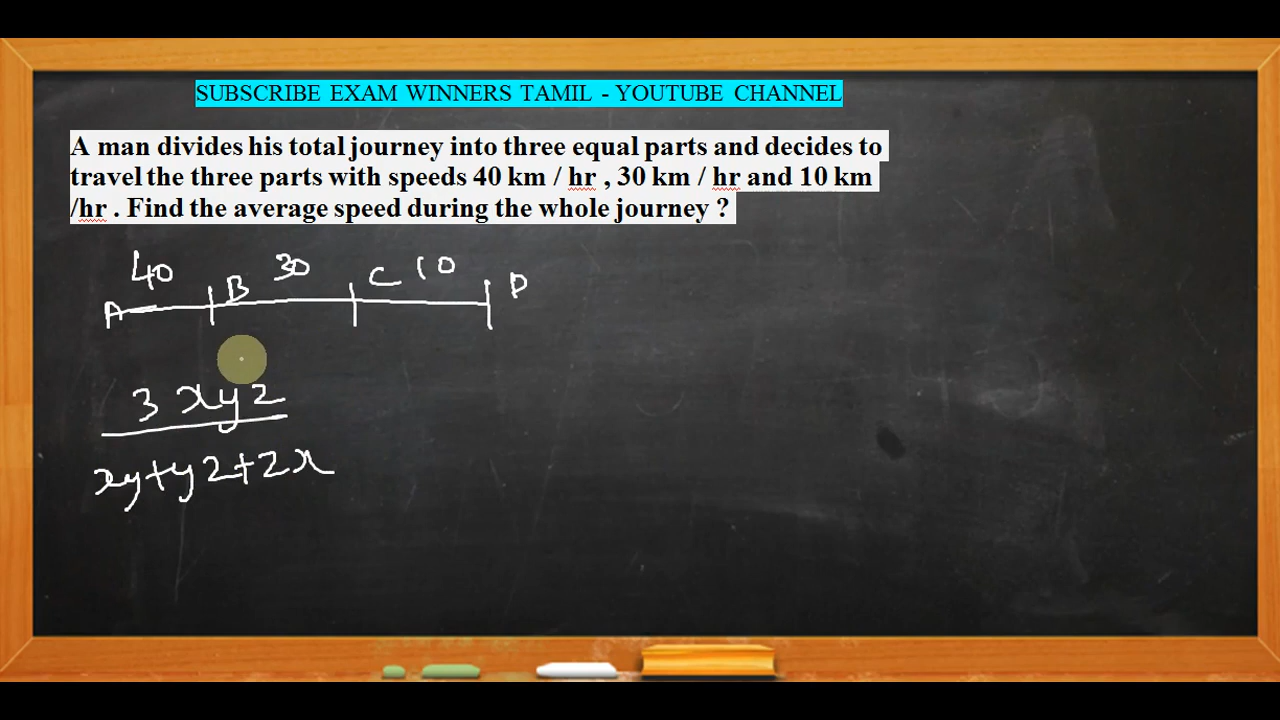 SUBSCRIBE EXAM WINNERS TAMIL - YOUTUBE CHANNEL
A man divides his total journey into three equal parts and decides to
travel the three parts with speeds 40 km / hr , 30 km / hr and 10 km
/hr . Find the average speed during the whole journey ?
40 30 10
A B C D
3 xyz
xy+yz+zx